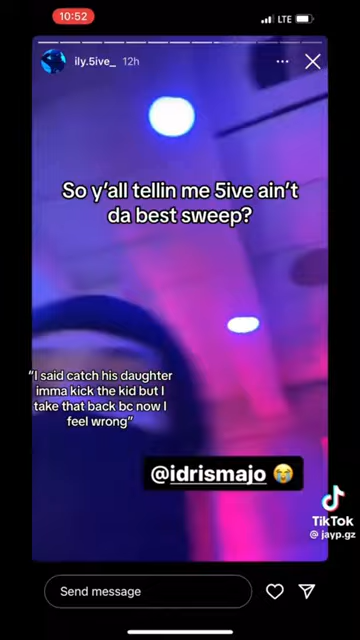 10:52
LTE
ily.5ive_ 12h
So y'all tellin me 5ive ain't
da best sweep?
"I said catch his daughter
imma kick the kid but I
take that back bc now I
feel wrong"
@idrismajo 😭
TikTok
@ jayp.gz
Send message